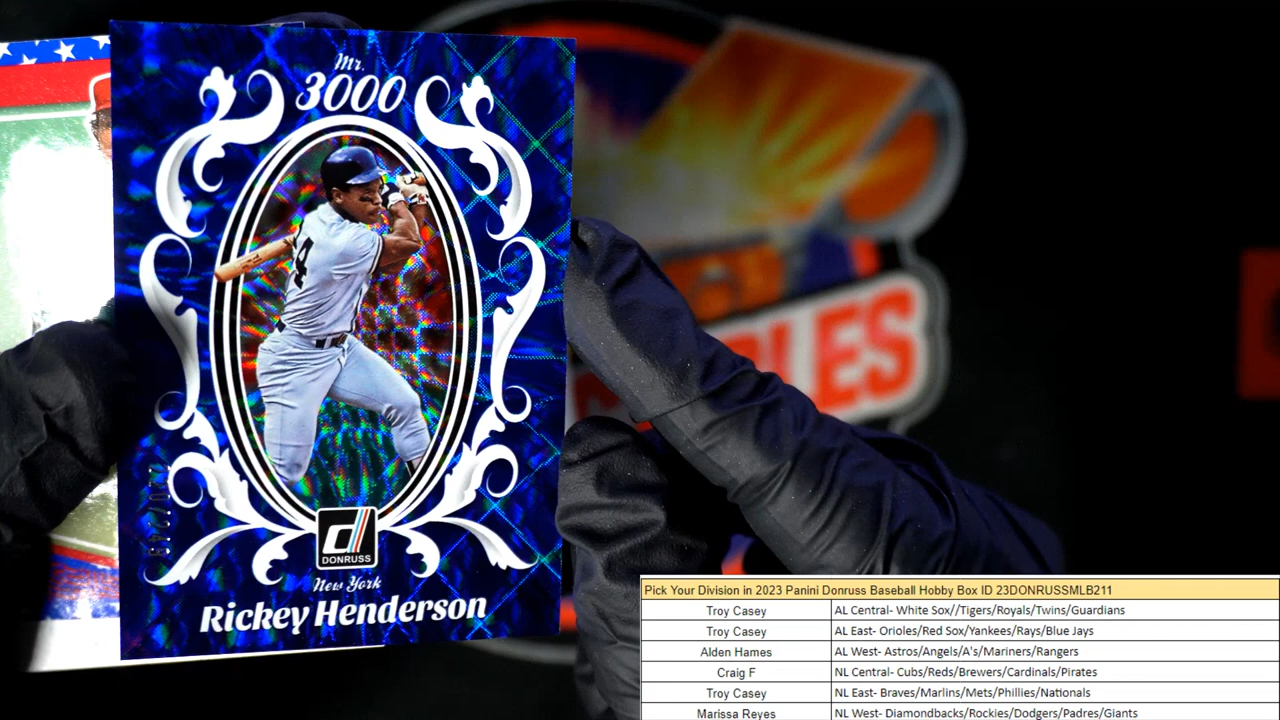 Mr.
3000
4
DONRUSS
New York
Rickey Henderson
LES
Pick Your Division in 2023 Panini Donruss Baseball Hobby Box ID 23DONRUSSMLB211
Troy Casey AL Central- White Sox//Tigers/Royals/Twins/Guardians
Troy Casey AL East- Orioles/Red Sox/Yankees/Rays/Blue Jays
Alden Hames AL West- Astros/Angels/A's/Mariners/Rangers
Craig F NL Central- Cubs/Reds/Brewers/Cardinals/Pirates
Troy Casey NL East- Braves/Marlins/Mets/Phillies/Nationals
Marissa Reyes NL West- Diamondbacks/Rockies/Dodgers/Padres/Giants